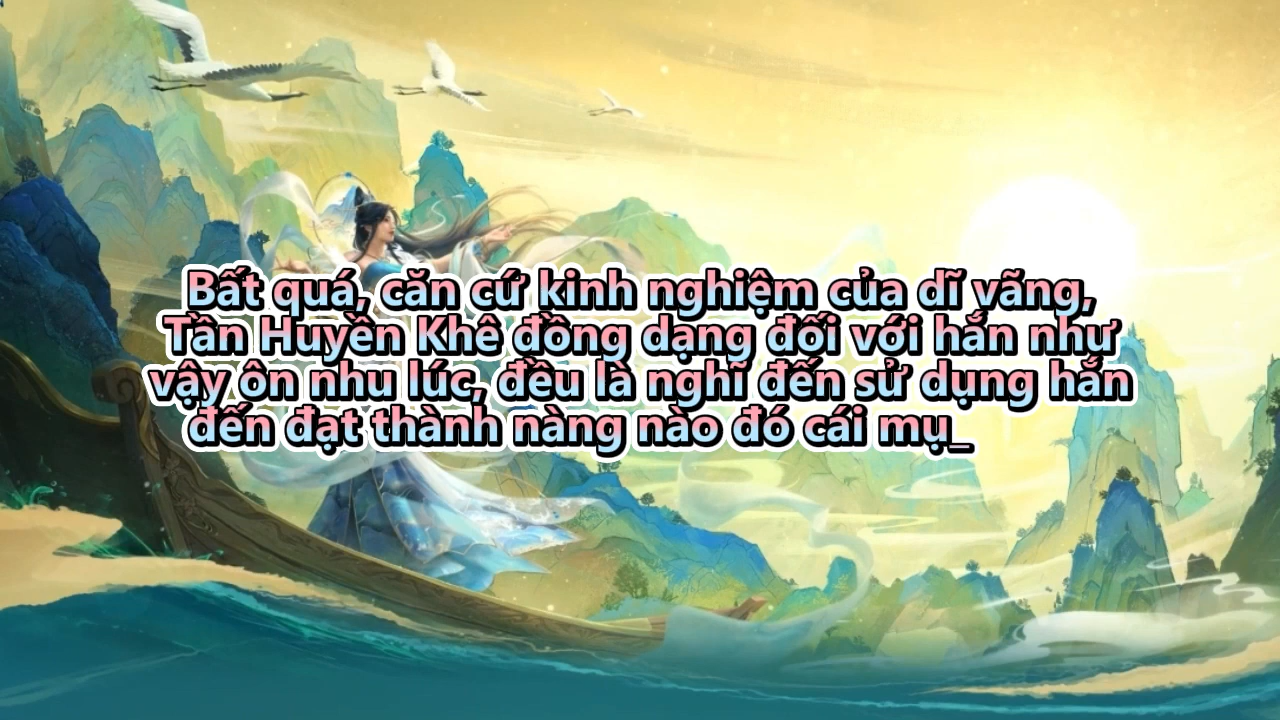 Bất quá, căn cứ kinh nghiệm của dĩ vãng,
Tần Huyền Khê đồng dạng đối với hắn như
vậy ôn nhu lúc, đều là nghĩ đến sử dụng hắn
đến đạt thành nàng nào đó cái mụ_